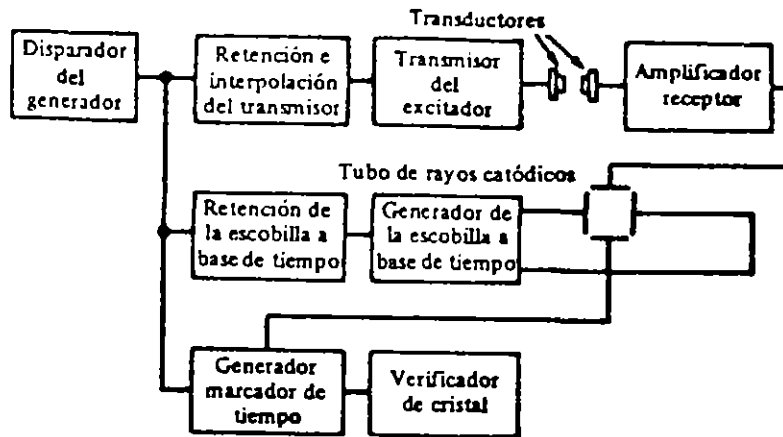 Transductores
Disparador
del
generador
Retención e
interpolación
del transmisor
Transmisor
del
excitador
Amplificador
receptor
Tubo de rayos catódicos
Retención de
la escobilla a
base de tiempo
Generador de
la escobilla a
base de tiempo
Generador
marcador de
tiempo
Verificador
de cristal